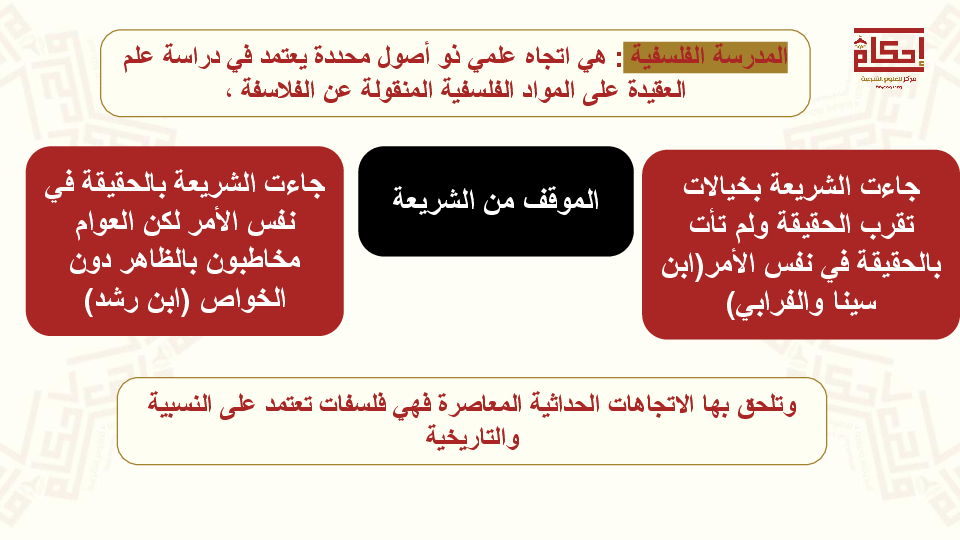 إحكام
مركز للعلوم الشرعية
المدرسة الفلسفية : هي اتجاه علمي ذو أصول محددة يعتمد في دراسة علم
العقيدة على المواد الفلسفية المنقولة عن الفلاسفة ،
جاءت الشريعة بخيالات
تقرب الحقيقة ولم تأت
بالحقيقة في نفس الأمر(ابن
سينا والفرابي)
الموقف من الشريعة
جاءت الشريعة بالحقيقة في
نفس الأمر لكن العوام
مخاطبون بالظاهر دون
الخواص (ابن رشد)
وتلحق بها الاتجاهات الحداثية المعاصرة فهي فلسفات تعتمد على النسبية
والتاريخية